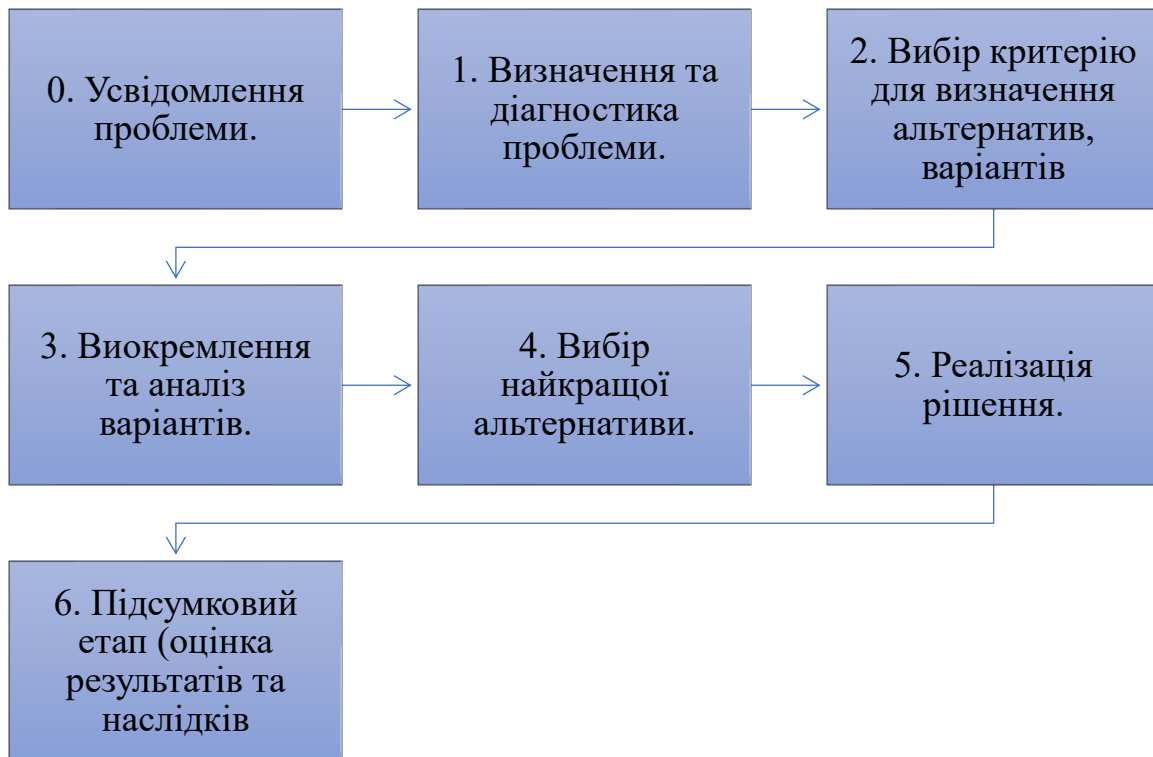 0. Усвідомлення
проблеми.
1. Визначення та
діагностика
проблеми.
2. Вибір критерію
для визначення
альтернатив,
варіантів
3. Виокремлення
та аналіз
варіантів.
4. Вибір
найкращої
альтернативи.
5. Реалізація
рішення.
6. Підсумковий
етап (оцінка
результатів та
наслідків